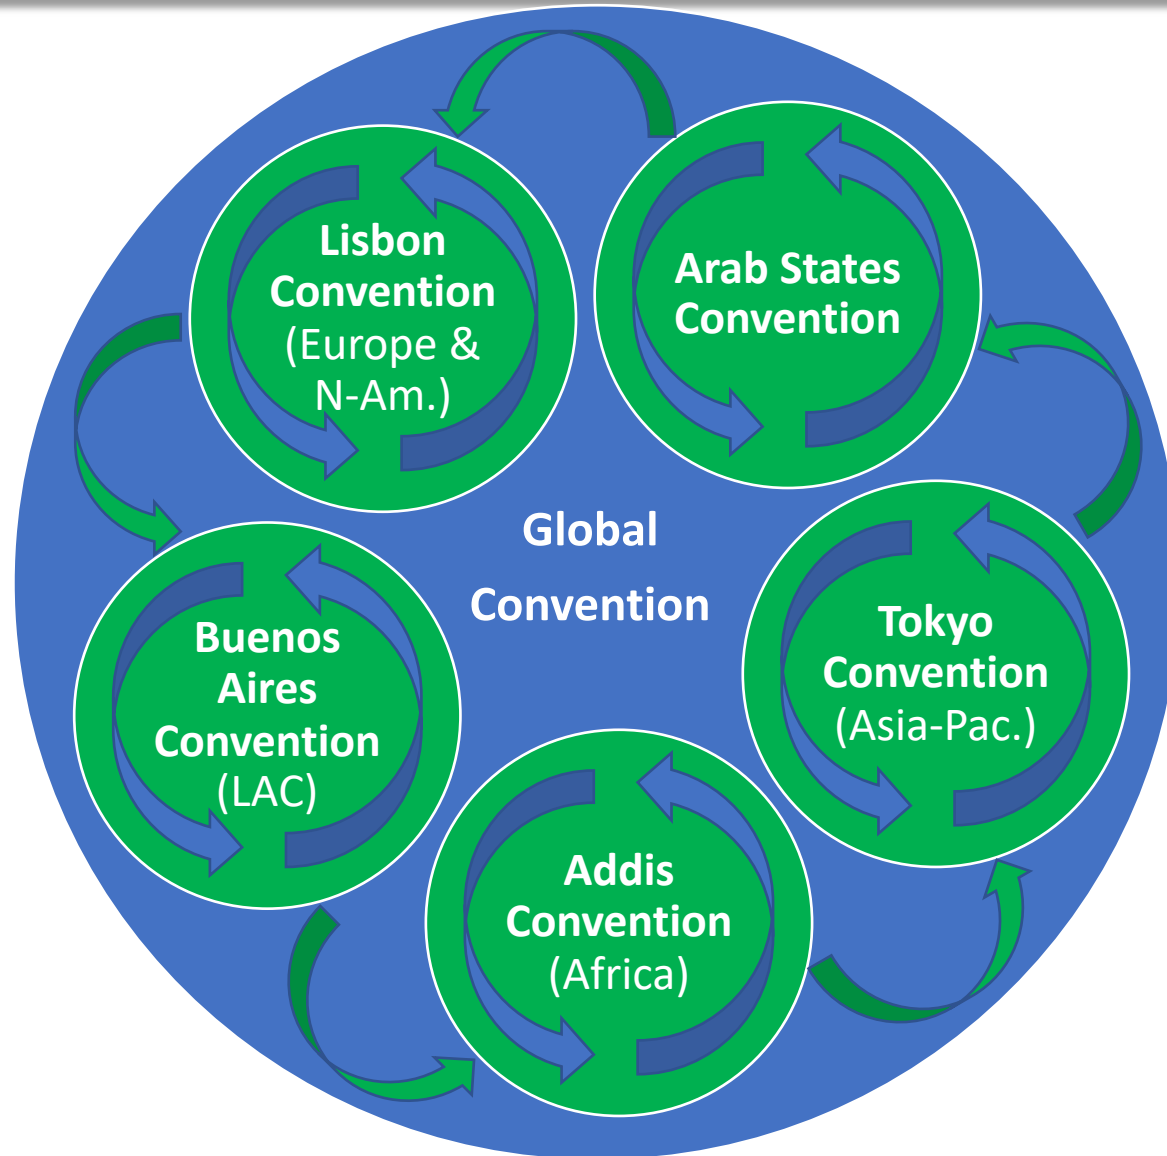 Lisbon
Convention
(Europe &
N-Am.)
Arab States
Convention
Global
Convention
Buenos
Aires
Convention
(LAC)
Tokyo
Convention
(Asia-Pac.)
Addis
Convention
(Africa)